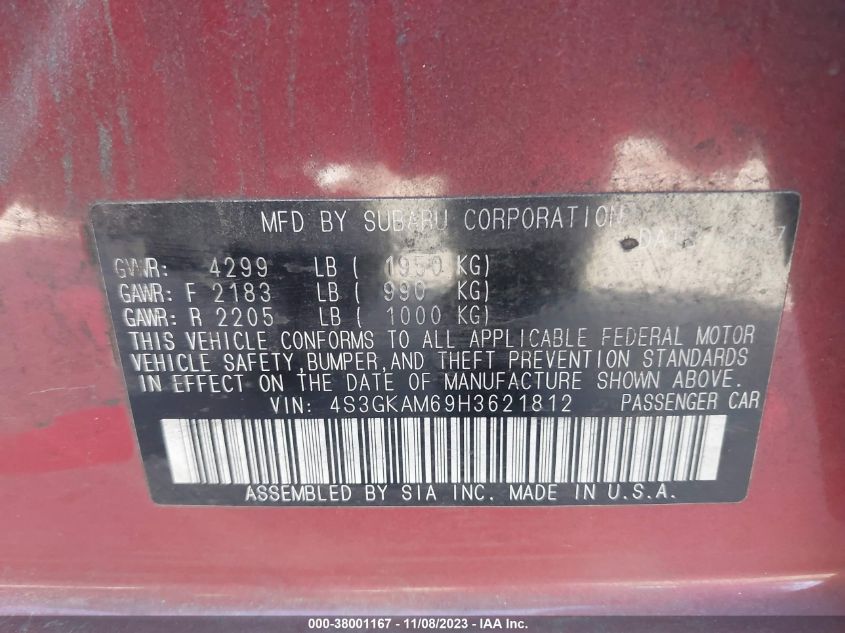 MFD BY SUBARU CORPORATION
GVWR: 4299 LB ( 1950 KG)
GAWR: F 2183 LB ( 990 KG)
GAWR: R 2205 LB ( 1000 KG)
THIS VEHICLE CONFORMS TO ALL APPLICABLE FEDERAL MOTOR
VEHICLE SAFETY,BUMPER,AND THEFT PREVENTION STANDARDS
IN EFFECT ON THE DATE OF MANUFACTURE SHOWN ABOVE.
VIN: 4S3GKAM69H3621812 PASSENGER CAR
ASSEMBLED BY SIA INC. MADE IN U.S.A.
000-38001167 - 11/08/2023 - IAA Inc.